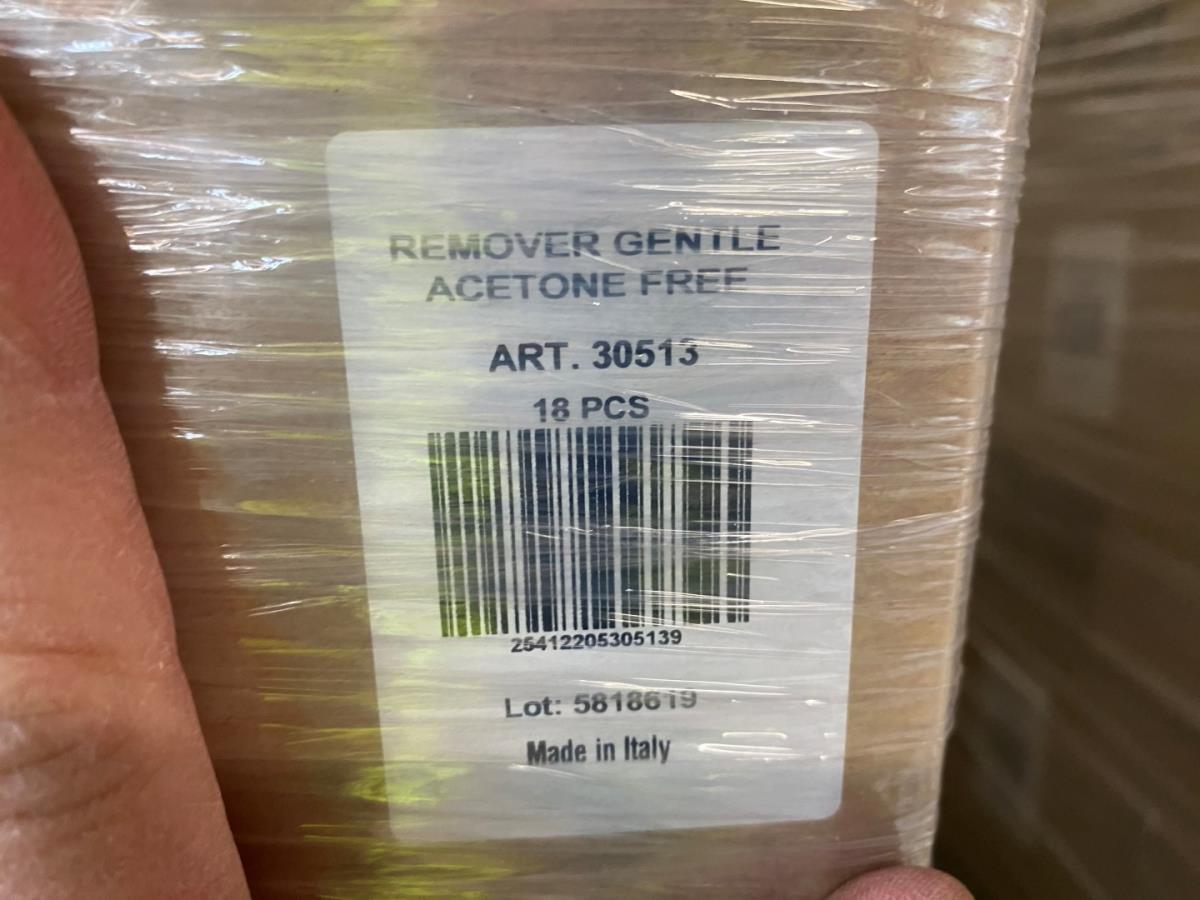 REMOVER GENTLE
ACETONE FREE
ART. 30513
18 PCS
25412205305139
Lot: 5818619
Made in Italy